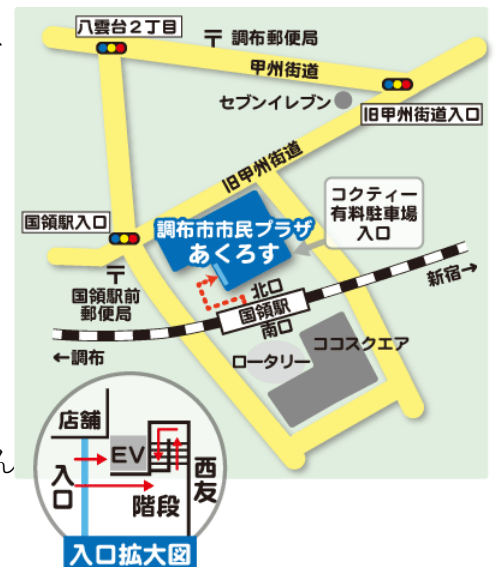 八雲台2丁目
〒 調布郵便局
甲州街道
セブンイレブン
旧甲州街道入口
旧甲州街道
コクティー
有料駐車場
入口
国領駅入口
調布市市民プラザ
あくろす
〒
国領駅前
郵便局
北口
国領駅
南口
新宿→
←調布
ロータリー
ココスクエア
店舗
EV
入口
階段
西友
ん
入口拡大図